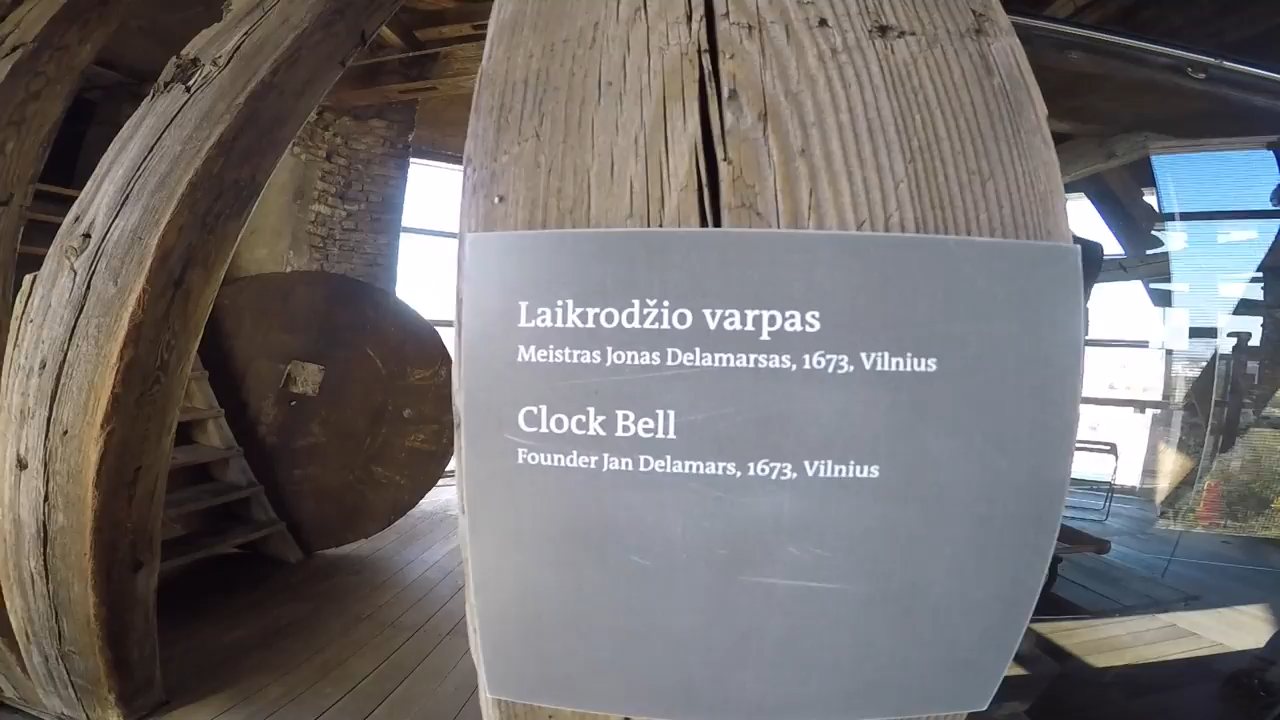 Laikrodžio varpas
Meistras Jonas Delamarsas, 1673, Vilnius
Clock Bell
Founder Jan Delamars, 1673, Vilnius